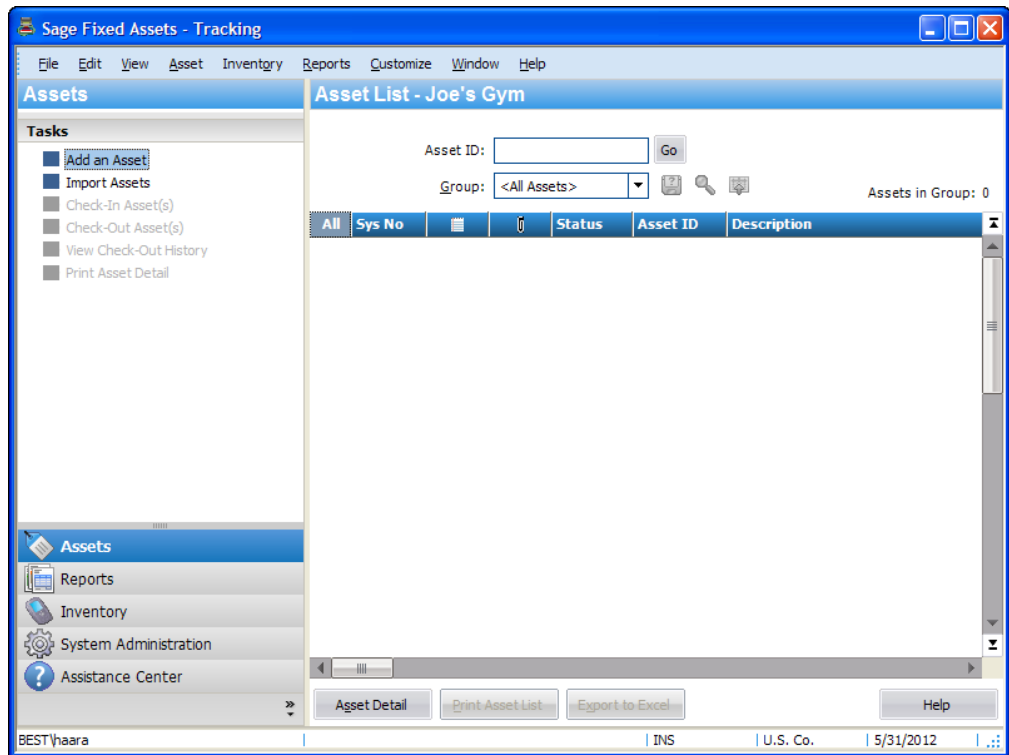 Sage Fixed Assets - Tracking
File Edit View Asset Inventory Reports Customize Window Help
Assets
Asset List - Joe's Gym
Tasks
Add an Asset
Import Assets
Check-In Asset(s)
Check-Out Asset(s)
View Check-Out History
Print Asset Detail
Asset ID: Go
Group: <All Assets>
Assets in Group: 0
All Sys No Status Asset ID Description
Assets
Reports
Inventory
System Administration
Assistance Center
Asset Detail Print Asset List Export to Excel Help
BEST\haara INS U.S. Co. 5/31/2012